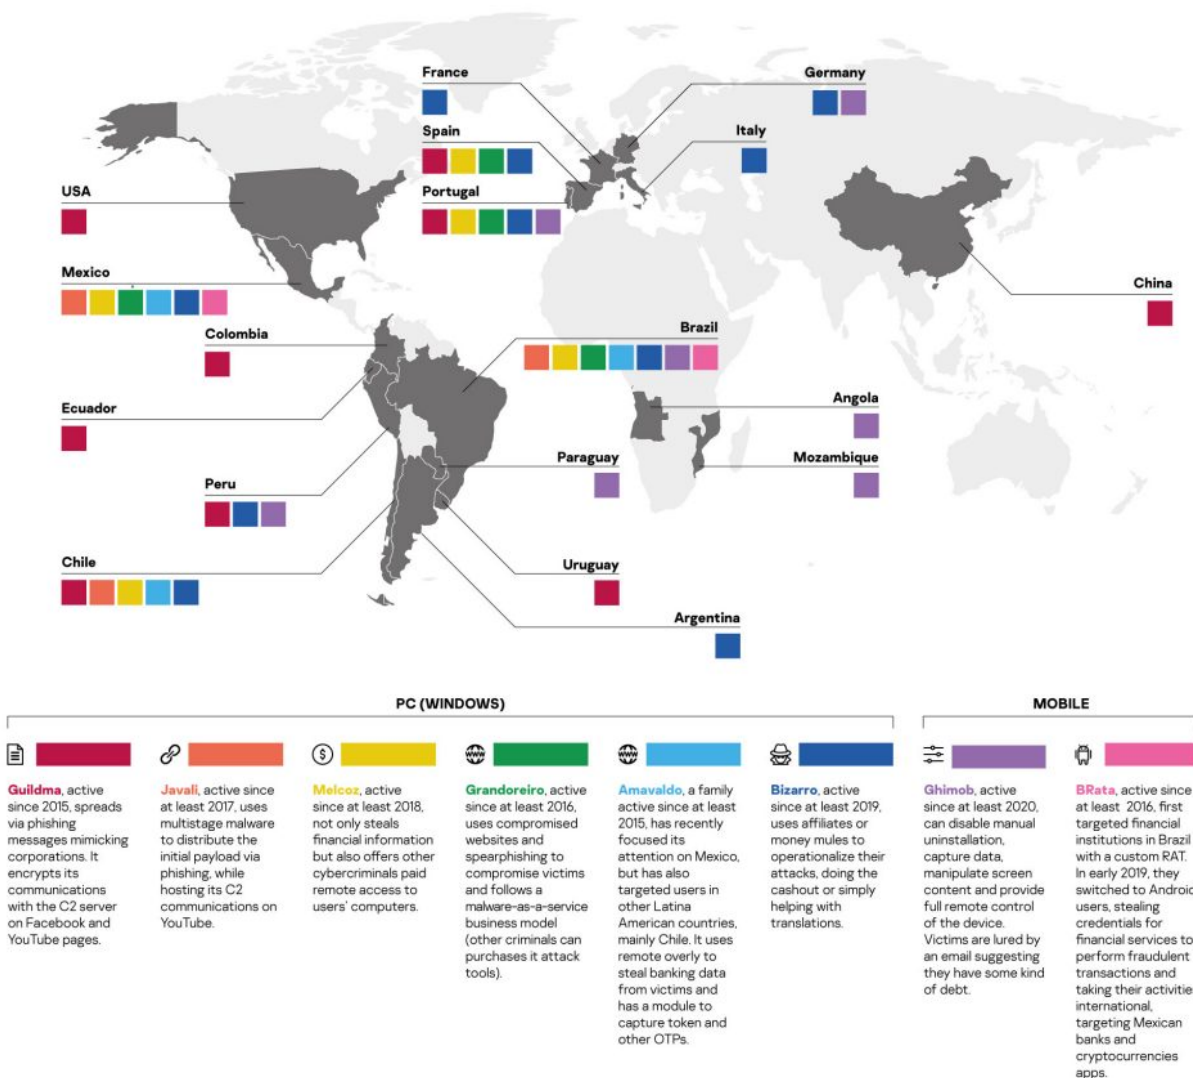 France
Germany
Spain
Italy
USA
Portugal
Mexico
China
Colombia
Brazil
Ecuador
Angola
Peru
Paraguay
Mozambique
Chile
Uruguay
Argentina
PC (WINDOWS)
MOBILE
$
WWW
WWW
Guildma, active
since 2015, spreads
via phishing
messages mimicking
corporations. It
encrypts its
communications
with the C2 server
on Facebook and
YouTube pages.
Javali, active since
at least 2017, uses
multistage malware
to distribute the
initial payload via
phishing, while
hosting its C2
communications on
YouTube.
Melcoz, active
since at least 2018,
not only steals
financial information
but also offers other
cybercriminals paid
remote access to
users' computers.
Grandoreiro, active
since at least 2016,
uses compromised
websites and
spearphishing to
compromise victims
and follows a
malware-as-a-service
business model
(other criminals can
purchases it attack
tools).
Amavaldo, a family
active since at least
2015, has recently
focused its
attention on Mexico,
but has also
targeted users in
other Latina
American countries,
mainly Chile. It uses
remote overly to
steal banking data
from victims and
has a module to
capture token and
other OTPs.
Bizarro, active
since at least 2019,
uses affiliates or
money mules to
operationalize their
attacks, doing the
cashout or simply
helping with
translations.
Ghimob, active
since at least 2020,
can disable manual
uninstallation,
capture data,
manipulate screen
content and provide
full remote control
of the device.
Victims are lured by
an email suggesting
they have some kind
of debt.
BRata, active since
at least 2016, first
targeted financial
institutions in Brazil
with a custom RAT.
In early 2019, they
switched to Android
users, stealing
credentials for
financial services to
perform fraudulent
transactions and
taking their activities
international,
targeting Mexican
banks and
cryptocurrencies
apps.